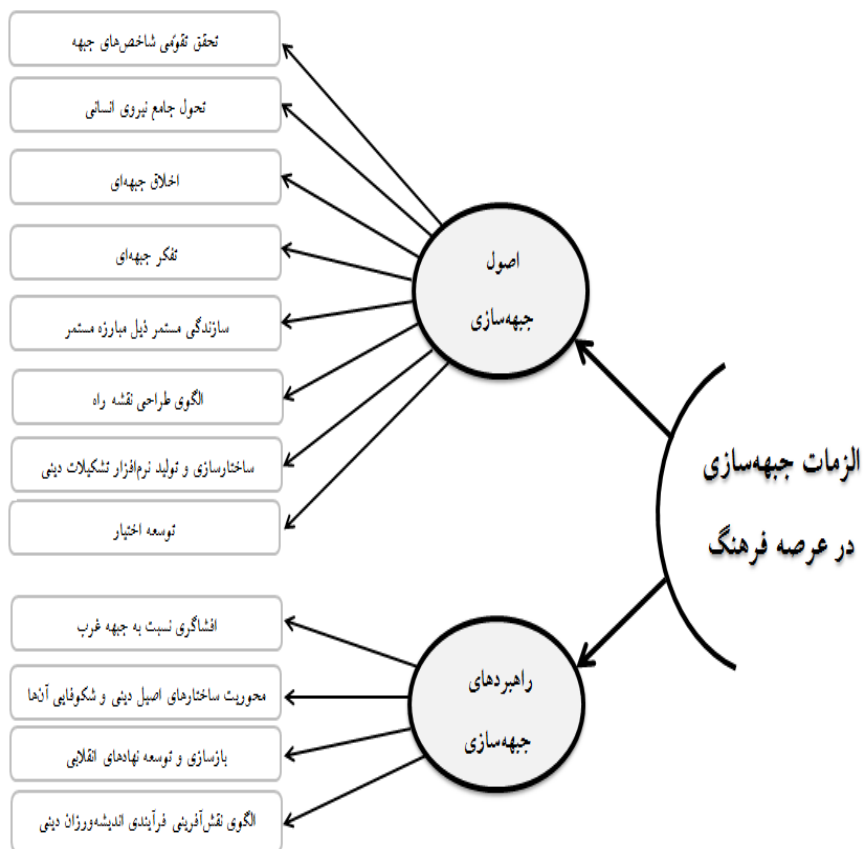 الزمات جبهه‌سازی
در عرصه فرهنگ
اصول
جبهه‌سازی
تحقق تقوّمی شاخص‌های جبهه
تحول جامع نیروی انسانی
اخلاق جبهه‌ای
تفکر جبهه‌ای
سازندگی مستمر ذیل مبارزه مستمر
الگوی طراحی نقشه راه
ساختارسازی و تولید نرم‌افزار تشکیلات دینی
توسعه اختیار
راهبردهای
جبهه‌سازی
افشاگری نسبت به جبهه غرب
محوریت ساختارهای اصیل دینی و شکوفایی آن‌ها
بازسازی و توسعه نهادهای انقلابی
الگوی نقش‌آفرینی فرآیندی اندیشه‌ورزان دینی